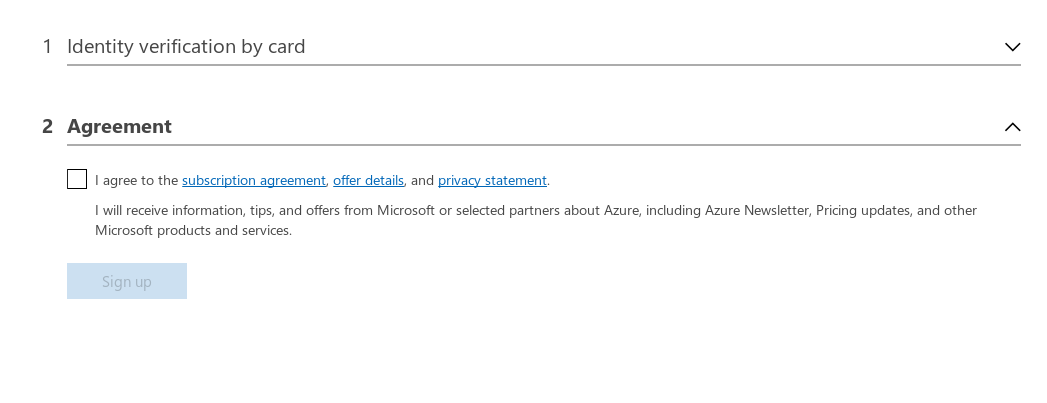 1 Identity verification by card
2 Agreement
I agree to the subscription agreement, offer details, and privacy statement.
I will receive information, tips, and offers from Microsoft or selected partners about Azure, including Azure Newsletter, Pricing updates, and other
Microsoft products and services.
Sign up